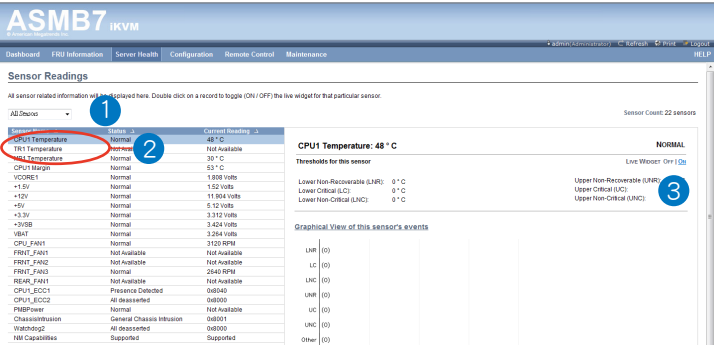 ASMB7 iKVM
© American Megatrends Inc.
• admin(Administrator) Refresh Print Logout
Dashboard FRU Information Server Health Configuration Remote Control Maintenance HELP
Sensor Readings
All sensor related information will be displayed here. Double click on a record to toggle (ON / OFF) the live widget for that particular sensor.
1
All Sensors
Sensor Count: 22 sensors
Status Current Reading
CPU1 Temperature Normal 48 ° C
TR1 Temperature Not Available
MB1 Temperature Normal 30 ° C
CPU1 Margin Normal 53 ° C
VCORE1 Normal 1.808 Volts
+1.5V Normal 1.52 Volts
+12V Normal 11.904 Volts
+5V Normal 5.12 Volts
+3.3V Normal 3.312 Volts
+3VSB Normal 3.424 Volts
VBAT Normal 3.264 Volts
CPU_FAN1 Normal 3120 RPM
FRNT_FAN1 Not Available Not Available
FRNT_FAN2 Not Available Not Available
FRNT_FAN3 Normal 2640 RPM
REAR_FAN1 Not Available Not Available
CPU1_ECC1 Presence Detected 0x8040
CPU1_ECC2 All deasserted 0x8000
PMBPower Normal Not Available
ChassisIntrusion General Chassis Intrusion 0x8001
Watchdog2 All deasserted 0x8000
NM Capabilities Supported Supported
2
CPU1 Temperature: 48 ° C NORMAL
Thresholds for this sensor Live Widget Off | On
Lower Non-Recoverable (LNR): 0 ° C Upper Non-Recoverable (UNR):
Lower Critical (LC): 0 ° C Upper Critical (UC):
Lower Non-Critical (LNC): 0 ° C Upper Non-Critical (UNC):
3
Graphical View of this sensor's events
LNR (0)
LC (0)
LNC (0)
UNR (0)
UC (0)
UNC (0)
Other (0)